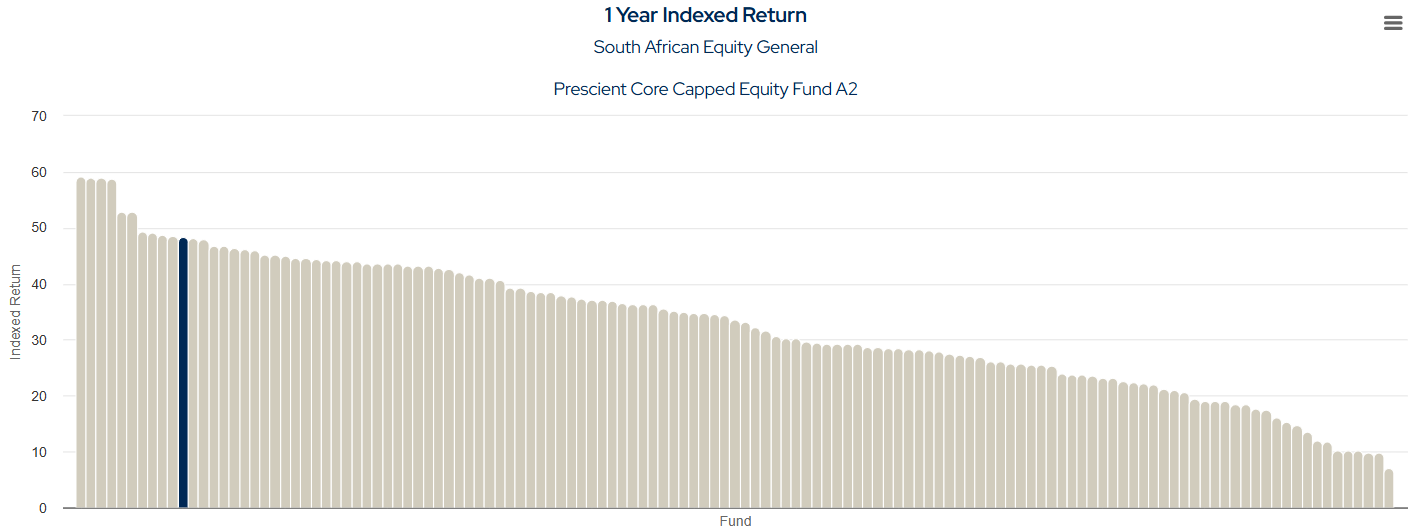 1 Year Indexed Return
South African Equity General
Prescient Core Capped Equity Fund A2
70
60
50
40
30
20
10
0
Indexed Return
Fund